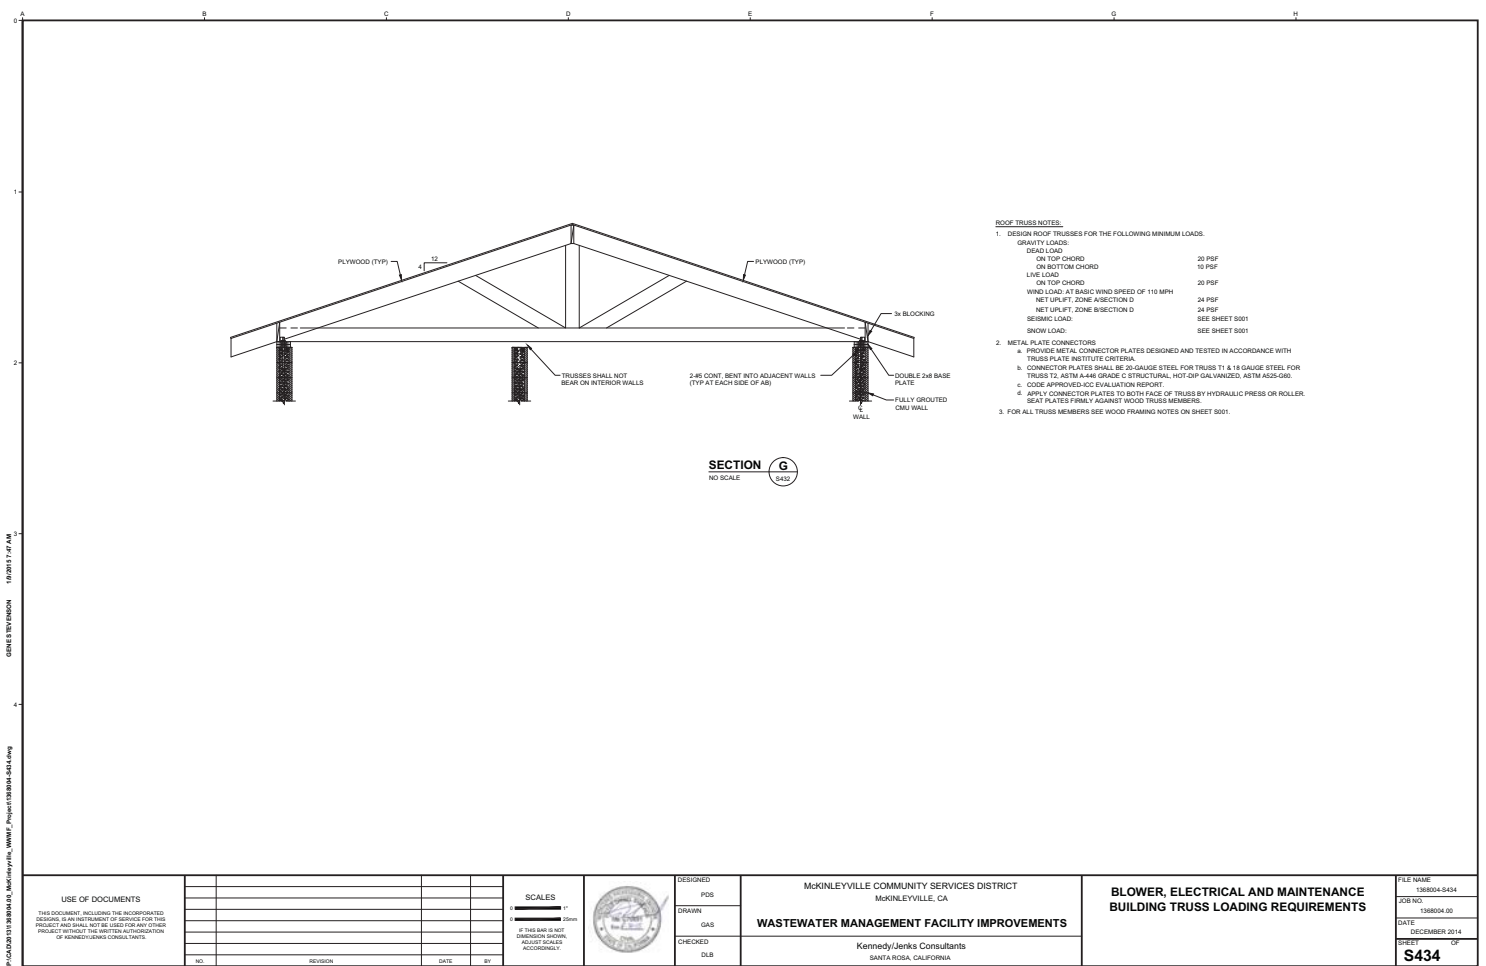 A B C D E F G H
0
1
2
3
4
PLYWOOD (TYP)
12
4
PLYWOOD (TYP)
3x BLOCKING
TRUSSES SHALL NOT
BEAR ON INTERIOR WALLS
2-#5 CONT, BENT INTO ADJACENT WALLS
(TYP AT EACH SIDE OF AB)
DOUBLE 2x8 BASE
PLATE
FULLY GROUTED
CMU WALL
℄
WALL
SECTION G
NO SCALE S432
ROOF TRUSS NOTES:
1. DESIGN ROOF TRUSSES FOR THE FOLLOWING MINIMUM LOADS.
GRAVITY LOADS:
DEAD LOAD
ON TOP CHORD 20 PSF
ON BOTTOM CHORD 10 PSF
LIVE LOAD
ON TOP CHORD 20 PSF
WIND LOAD: AT BASIC WIND SPEED OF 110 MPH
NET UPLIFT, ZONE A/SECTION D 24 PSF
NET UPLIFT, ZONE B/SECTION D 24 PSF
SEISMIC LOAD: SEE SHEET S001
SNOW LOAD: SEE SHEET S001
2. METAL PLATE CONNECTORS
a. PROVIDE METAL CONNECTOR PLATES DESIGNED AND TESTED IN ACCORDANCE WITH
TRUSS PLATE INSTITUTE CRITERIA.
b. CONNECTOR PLATES SHALL BE 20-GAUGE STEEL FOR TRUSS T1 & 18 GAUGE STEEL FOR
TRUSS T2, ASTM A-446 GRADE C STRUCTURAL, HOT-DIP GALVANIZED, ASTM A525-G60.
c. CODE APPROVED-ICC EVALUATION REPORT.
d. APPLY CONNECTOR PLATES TO BOTH FACE OF TRUSS BY HYDRAULIC PRESS OR ROLLER.
SEAT PLATES FIRMLY AGAINST WOOD TRUSS MEMBERS.
3. FOR ALL TRUSS MEMBERS SEE WOOD FRAMING NOTES ON SHEET S001.
P:\CAD\2013\1368004.00_McKinleyville_WWMF_Project\1368004-S434.dwg GENE STEVENSON 1/9/2015 7:47 AM
USE OF DOCUMENTS
THIS DOCUMENT, INCLUDING THE INCORPORATED
DESIGNS, IS AN INSTRUMENT OF SERVICE FOR THIS
PROJECT AND SHALL NOT BE USED FOR ANY OTHER
PROJECT WITHOUT THE WRITTEN AUTHORIZATION
OF KENNEDY/JENKS CONSULTANTS.
NO. REVISION DATE BY
SCALES
0 1"
0 25mm
IF THIS BAR IS NOT
DIMENSION SHOWN,
ADJUST SCALES
ACCORDINGLY.
DESIGNED
PDS
DRAWN
GAS
CHECKED
DLB
McKINLEYVILLE COMMUNITY SERVICES DISTRICT
McKINLEYVILLE, CA
WASTEWATER MANAGEMENT FACILITY IMPROVEMENTS
Kennedy/Jenks Consultants
SANTA ROSA, CALIFORNIA
BLOWER, ELECTRICAL AND MAINTENANCE
BUILDING TRUSS LOADING REQUIREMENTS
FILE NAME
1368004-S434
JOB NO.
1368004.00
DATE
DECEMBER 2014
SHEET OF
S434